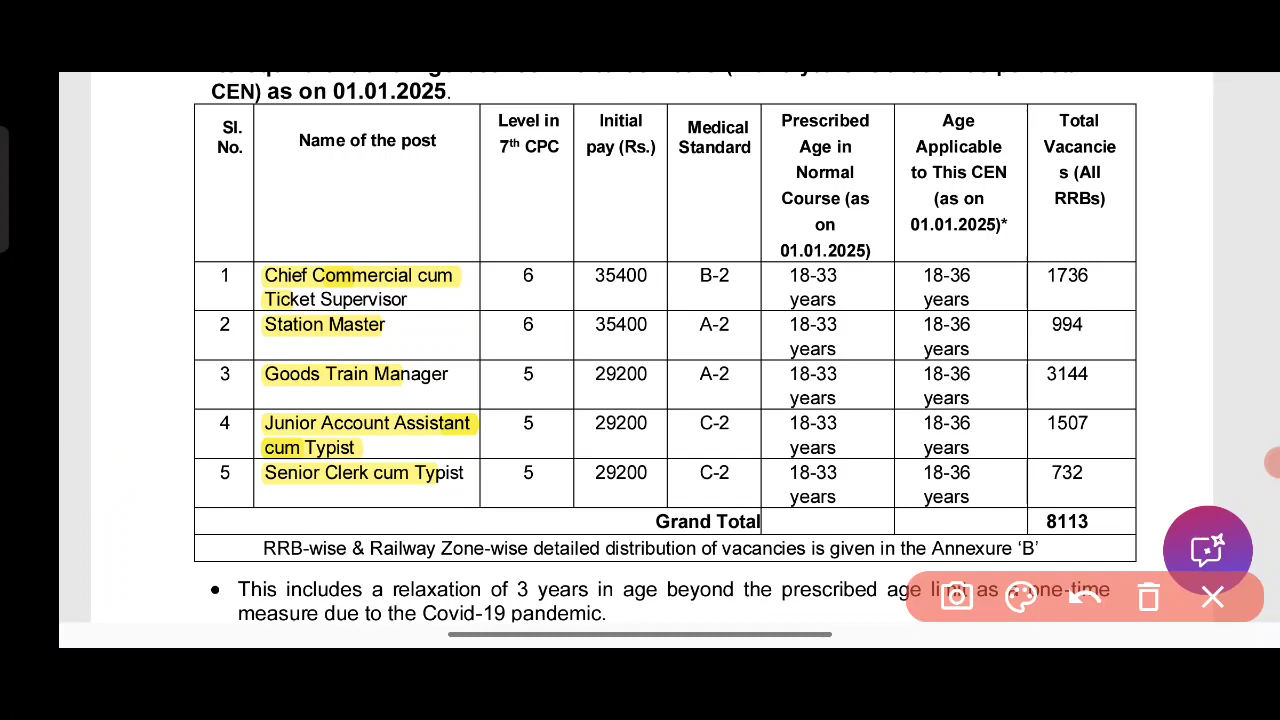 CEN) as on 01.01.2025.
Sl. No. Name of the post Level in 7th CPC Initial pay (Rs.) Medical Standard Prescribed Age in Normal Course (as on 01.01.2025) Age Applicable to This CEN (as on 01.01.2025)* Total Vacancie s (All RRBs)
1 Chief Commercial cum Ticket Supervisor 6 35400 B-2 18-33 years 18-36 years 1736
2 Station Master 6 35400 A-2 18-33 years 18-36 years 994
3 Goods Train Manager 5 29200 A-2 18-33 years 18-36 years 3144
4 Junior Account Assistant cum Typist 5 29200 C-2 18-33 years 18-36 years 1507
5 Senior Clerk cum Typist 5 29200 C-2 18-33 years 18-36 years 732
Grand Total 8113
RRB-wise & Railway Zone-wise detailed distribution of vacancies is given in the Annexure ‘B’
• This includes a relaxation of 3 years in age beyond the prescribed age limit as a one-time
measure due to the Covid-19 pandemic.